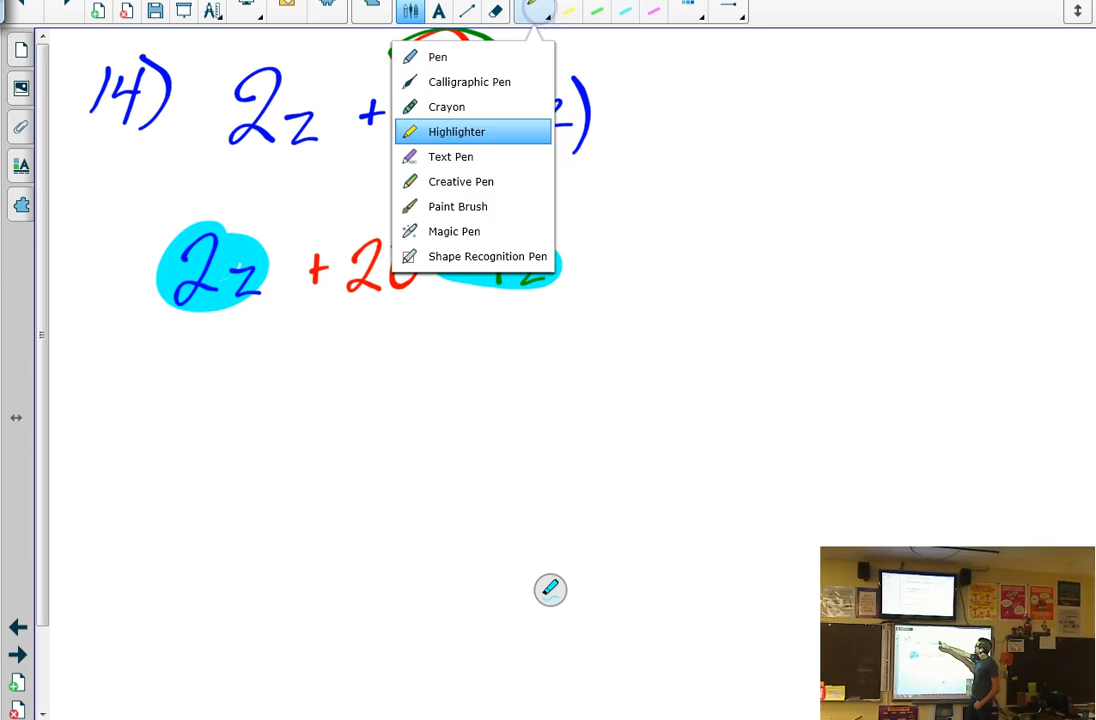 14) 2z + z)
Pen
Calligraphic Pen
Crayon
Highlighter
Text Pen
Creative Pen
Paint Brush
Magic Pen
Shape Recognition Pen
2z + 2